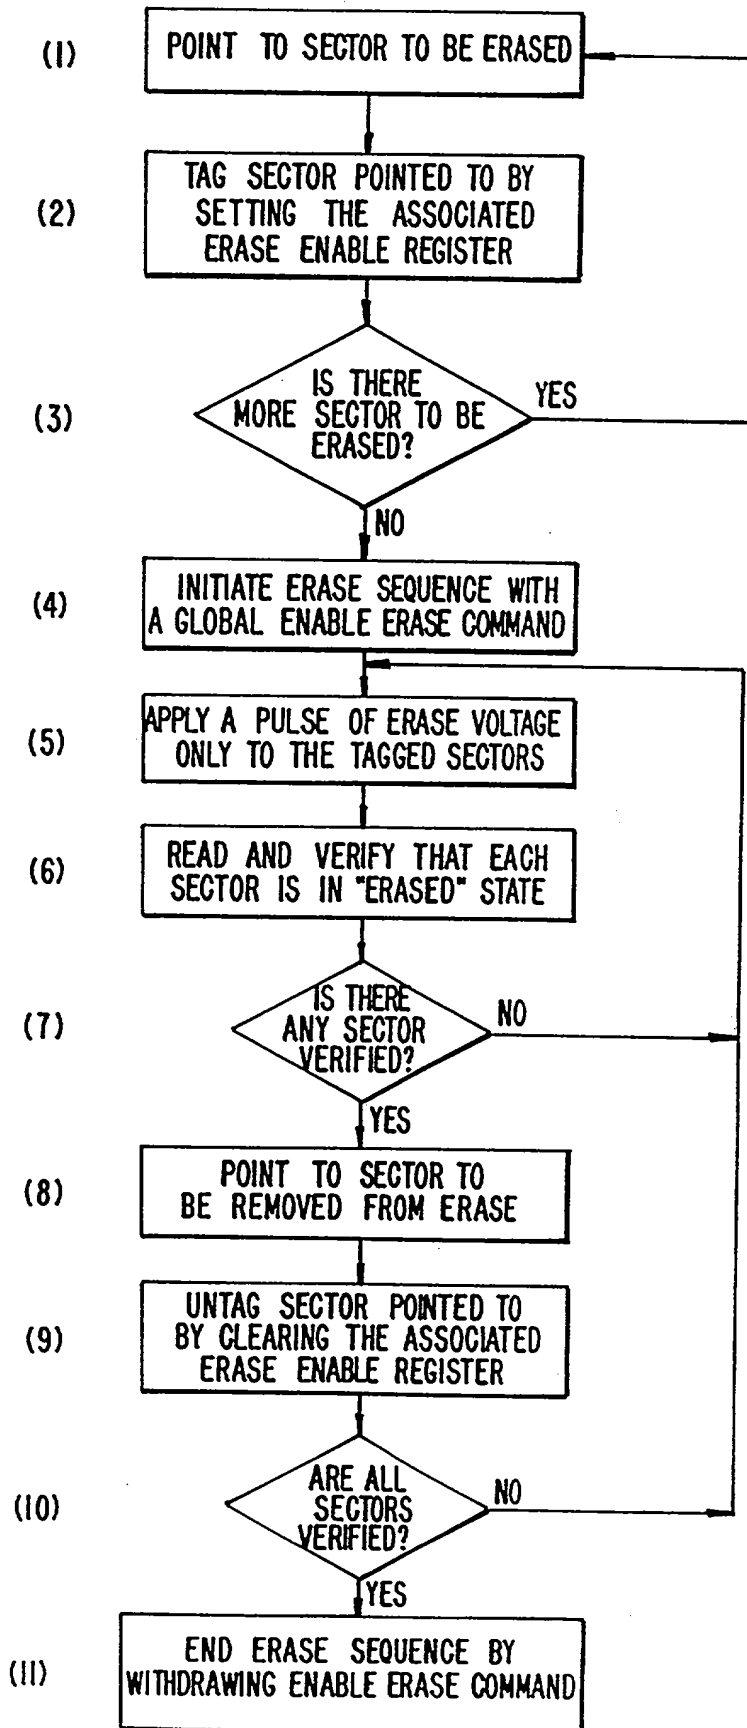 (1)
POINT TO SECTOR TO BE ERASED
(2)
TAG SECTOR POINTED TO BY
SETTING THE ASSOCIATED
ERASE ENABLE REGISTER
(3)
IS THERE
MORE SECTOR TO BE
ERASED?
YES
NO
(4)
INITIATE ERASE SEQUENCE WITH
A GLOBAL ENABLE ERASE COMMAND
(5)
APPLY A PULSE OF ERASE VOLTAGE
ONLY TO THE TAGGED SECTORS
(6)
READ AND VERIFY THAT EACH
SECTOR IS IN "ERASED" STATE
(7)
IS THERE
ANY SECTOR
VERIFIED?
NO
YES
(8)
POINT TO SECTOR TO
BE REMOVED FROM ERASE
(9)
UNTAG SECTOR POINTED TO
BY CLEARING THE ASSOCIATED
ERASE ENABLE REGISTER
(10)
ARE ALL
SECTORS
VERIFIED?
NO
YES
(11)
END ERASE SEQUENCE BY
WITHDRAWING ENABLE ERASE COMMAND